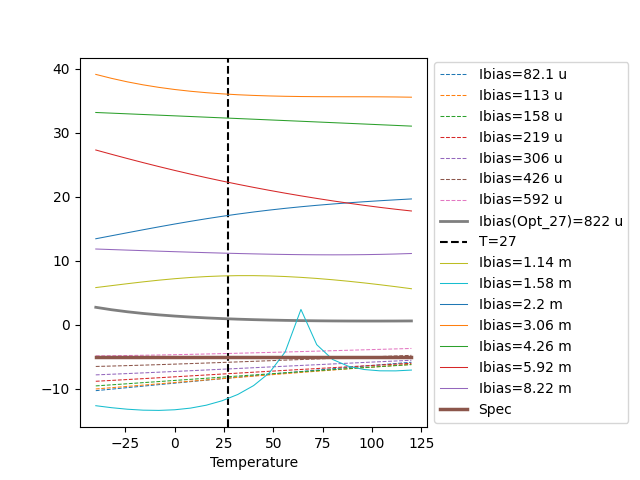 40
30
20
10
0
−10
−25
0
25
50
75
100
125
Temperature
Ibias=82.1 u
Ibias=113 u
Ibias=158 u
Ibias=219 u
Ibias=306 u
Ibias=426 u
Ibias=592 u
Ibias(Opt_27)=822 u
T=27
Ibias=1.14 m
Ibias=1.58 m
Ibias=2.2 m
Ibias=3.06 m
Ibias=4.26 m
Ibias=5.92 m
Ibias=8.22 m
Spec